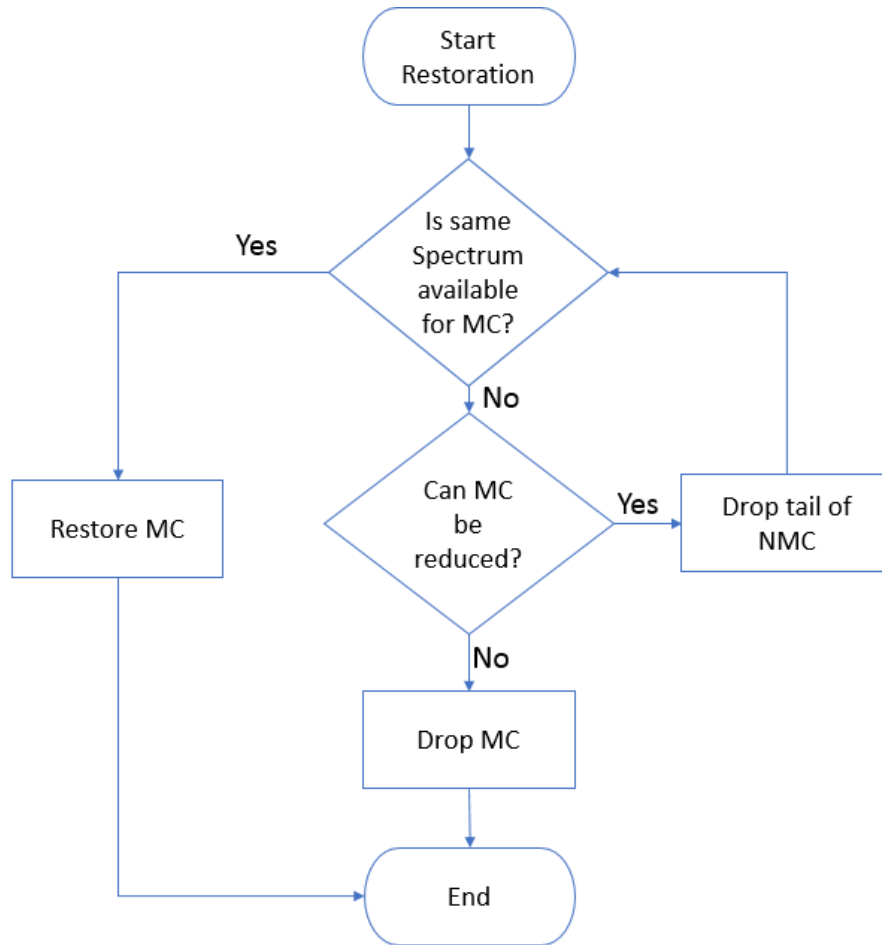 Start
Restoration
Is same
Spectrum
available
for MC?
Yes
No
Can MC
be
reduced?
Yes
Drop tail of
NMC
Restore MC
No
Drop MC
End